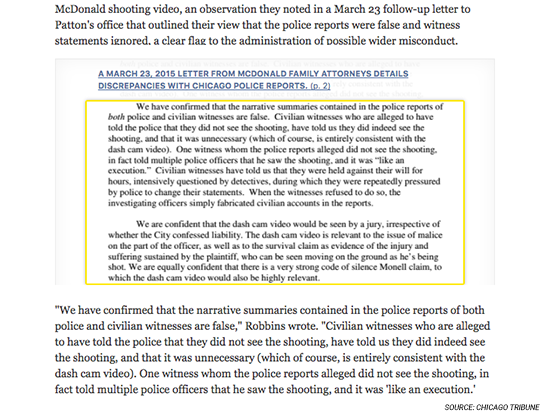 McDonald shooting video, an observation they noted in a March 23 follow-up letter to
Patton's office that outlined their view that the police reports were false and witness
statements ignored, a clear flag to the administration of possible wider misconduct.
A MARCH 23, 2015 LETTER FROM MCDONALD FAMILY ATTORNEYS DETAILS
DISCREPANCIES WITH CHICAGO POLICE REPORTS. (p. 2)
We have confirmed that the narrative summaries contained in the police reports of
both police and civilian witnesses are false. Civilian witnesses who are alleged to have
told the police that they did not see the shooting, have told us they did indeed see the
shooting, and that it was unnecessary (which of course, is entirely consistent with the
dash cam video). One witness whom the police reports alleged did not see the shooting,
in fact told multiple police officers that he saw the shooting, and it was "like an
execution." Civilian witnesses have told us that they were held against their will for
hours, intensively questioned by detectives, during which they were repeatedly pressured
by police to change their statements. When the witnesses refused to do so, the
investigating officers simply fabricated civilian accounts in the reports.
We are confident that the dash cam video would be seen by a jury, irrespective of
whether the City confessed liability. The dash cam video is relevant to the issue of malice
on the part of the officer, as well as to the survival claim as evidence of the injury and
suffering sustained by the plaintiff, who can be seen moving on the ground as he's being
shot. We are equally confident that there is a very strong code of silence Monell claim, to
which the dash cam video would also be highly relevant.
"We have confirmed that the narrative summaries contained in the police reports of both
police and civilian witnesses are false," Robbins wrote. "Civilian witnesses who are alleged
to have told the police that they did not see the shooting, have told us they did indeed see
the shooting, and that it was unnecessary (which of course, is entirely consistent with the
dash cam video). One witness whom the police reports alleged did not see the shooting, in
fact told multiple police officers that he saw the shooting, and it was 'like an execution.'
SOURCE: CHICAGO TRIBUNE